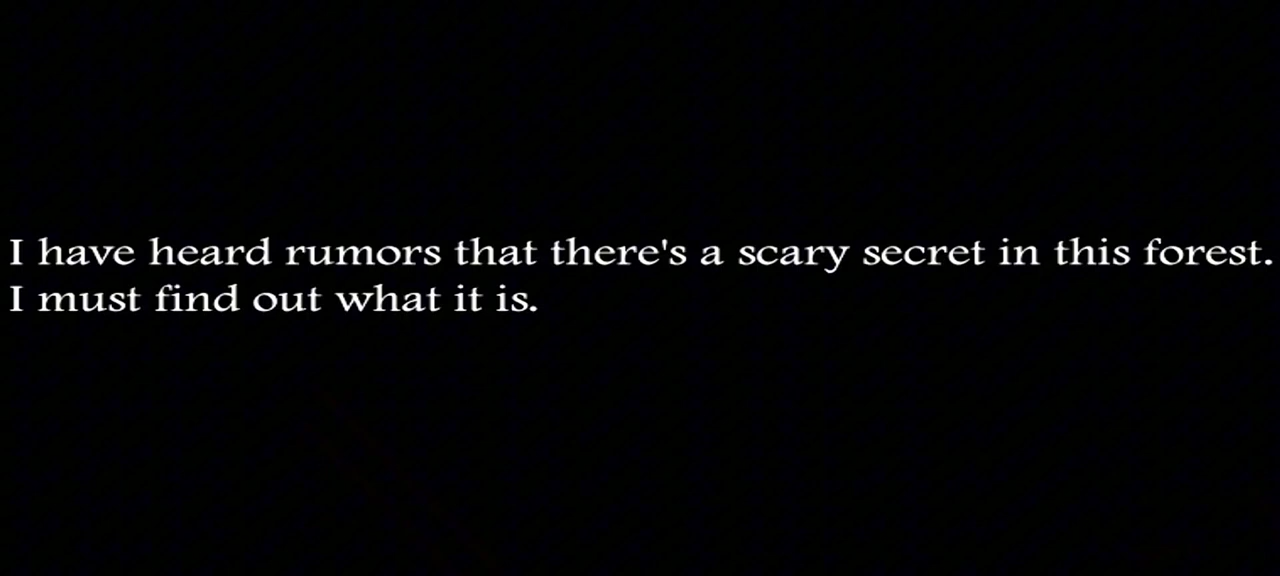 I have heard rumors that there's a scary secret in this forest.
I must find out what it is.